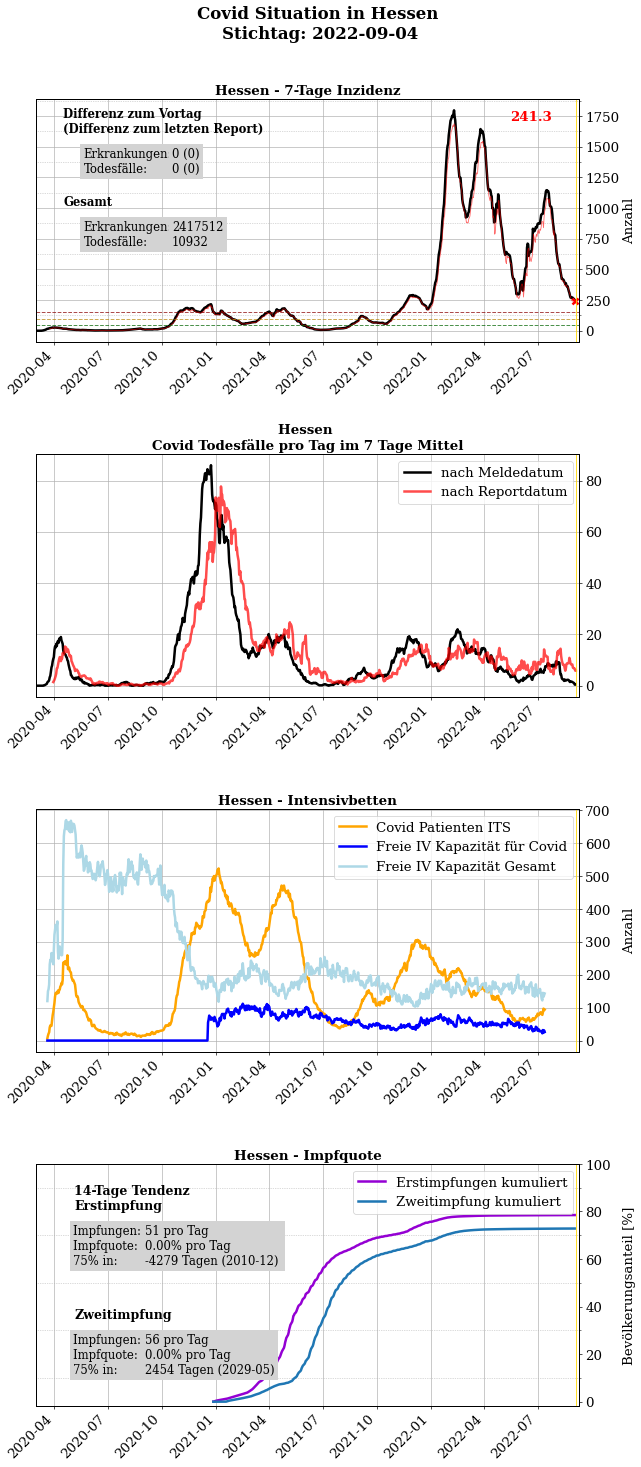 Covid Situation in Hessen
Stichtag: 2022-09-04
Hessen - 7-Tage Inzidenz
Differenz zum Vortag
(Differenz zum letzten Report)
Erkrankungen 0 (0)
Todesfälle: 0 (0)
Gesamt
Erkrankungen 2417512
Todesfälle: 10932
241.3
1750
1500
1250
1000
750
500
250
0
Anzahl
2020-04 2020-07 2020-10 2021-01 2021-04 2021-07 2021-10 2022-01 2022-04 2022-07
Hessen
Covid Todesfälle pro Tag im 7 Tage Mittel
nach Meldedatum
nach Reportdatum
80
60
40
20
0
2020-04 2020-07 2020-10 2021-01 2021-04 2021-07 2021-10 2022-01 2022-04 2022-07
Hessen - Intensivbetten
Covid Patienten ITS
Freie IV Kapazität für Covid
Freie IV Kapazität Gesamt
700
600
500
400
300
200
100
0
Anzahl
2020-04 2020-07 2020-10 2021-01 2021-04 2021-07 2021-10 2022-01 2022-04 2022-07
Hessen - Impfquote
14-Tage Tendenz
Erstimpfung
Impfungen: 51 pro Tag
Impfquote: 0.00% pro Tag
75% in: -4279 Tagen (2010-12)
Zweitimpfung
Impfungen: 56 pro Tag
Impfquote: 0.00% pro Tag
75% in: 2454 Tagen (2029-05)
Erstimpfungen kumuliert
Zweitimpfung kumuliert
100
80
60
40
20
0
Bevölkerungsanteil [%]
2020-04 2020-07 2020-10 2021-01 2021-04 2021-07 2021-10 2022-01 2022-04 2022-07